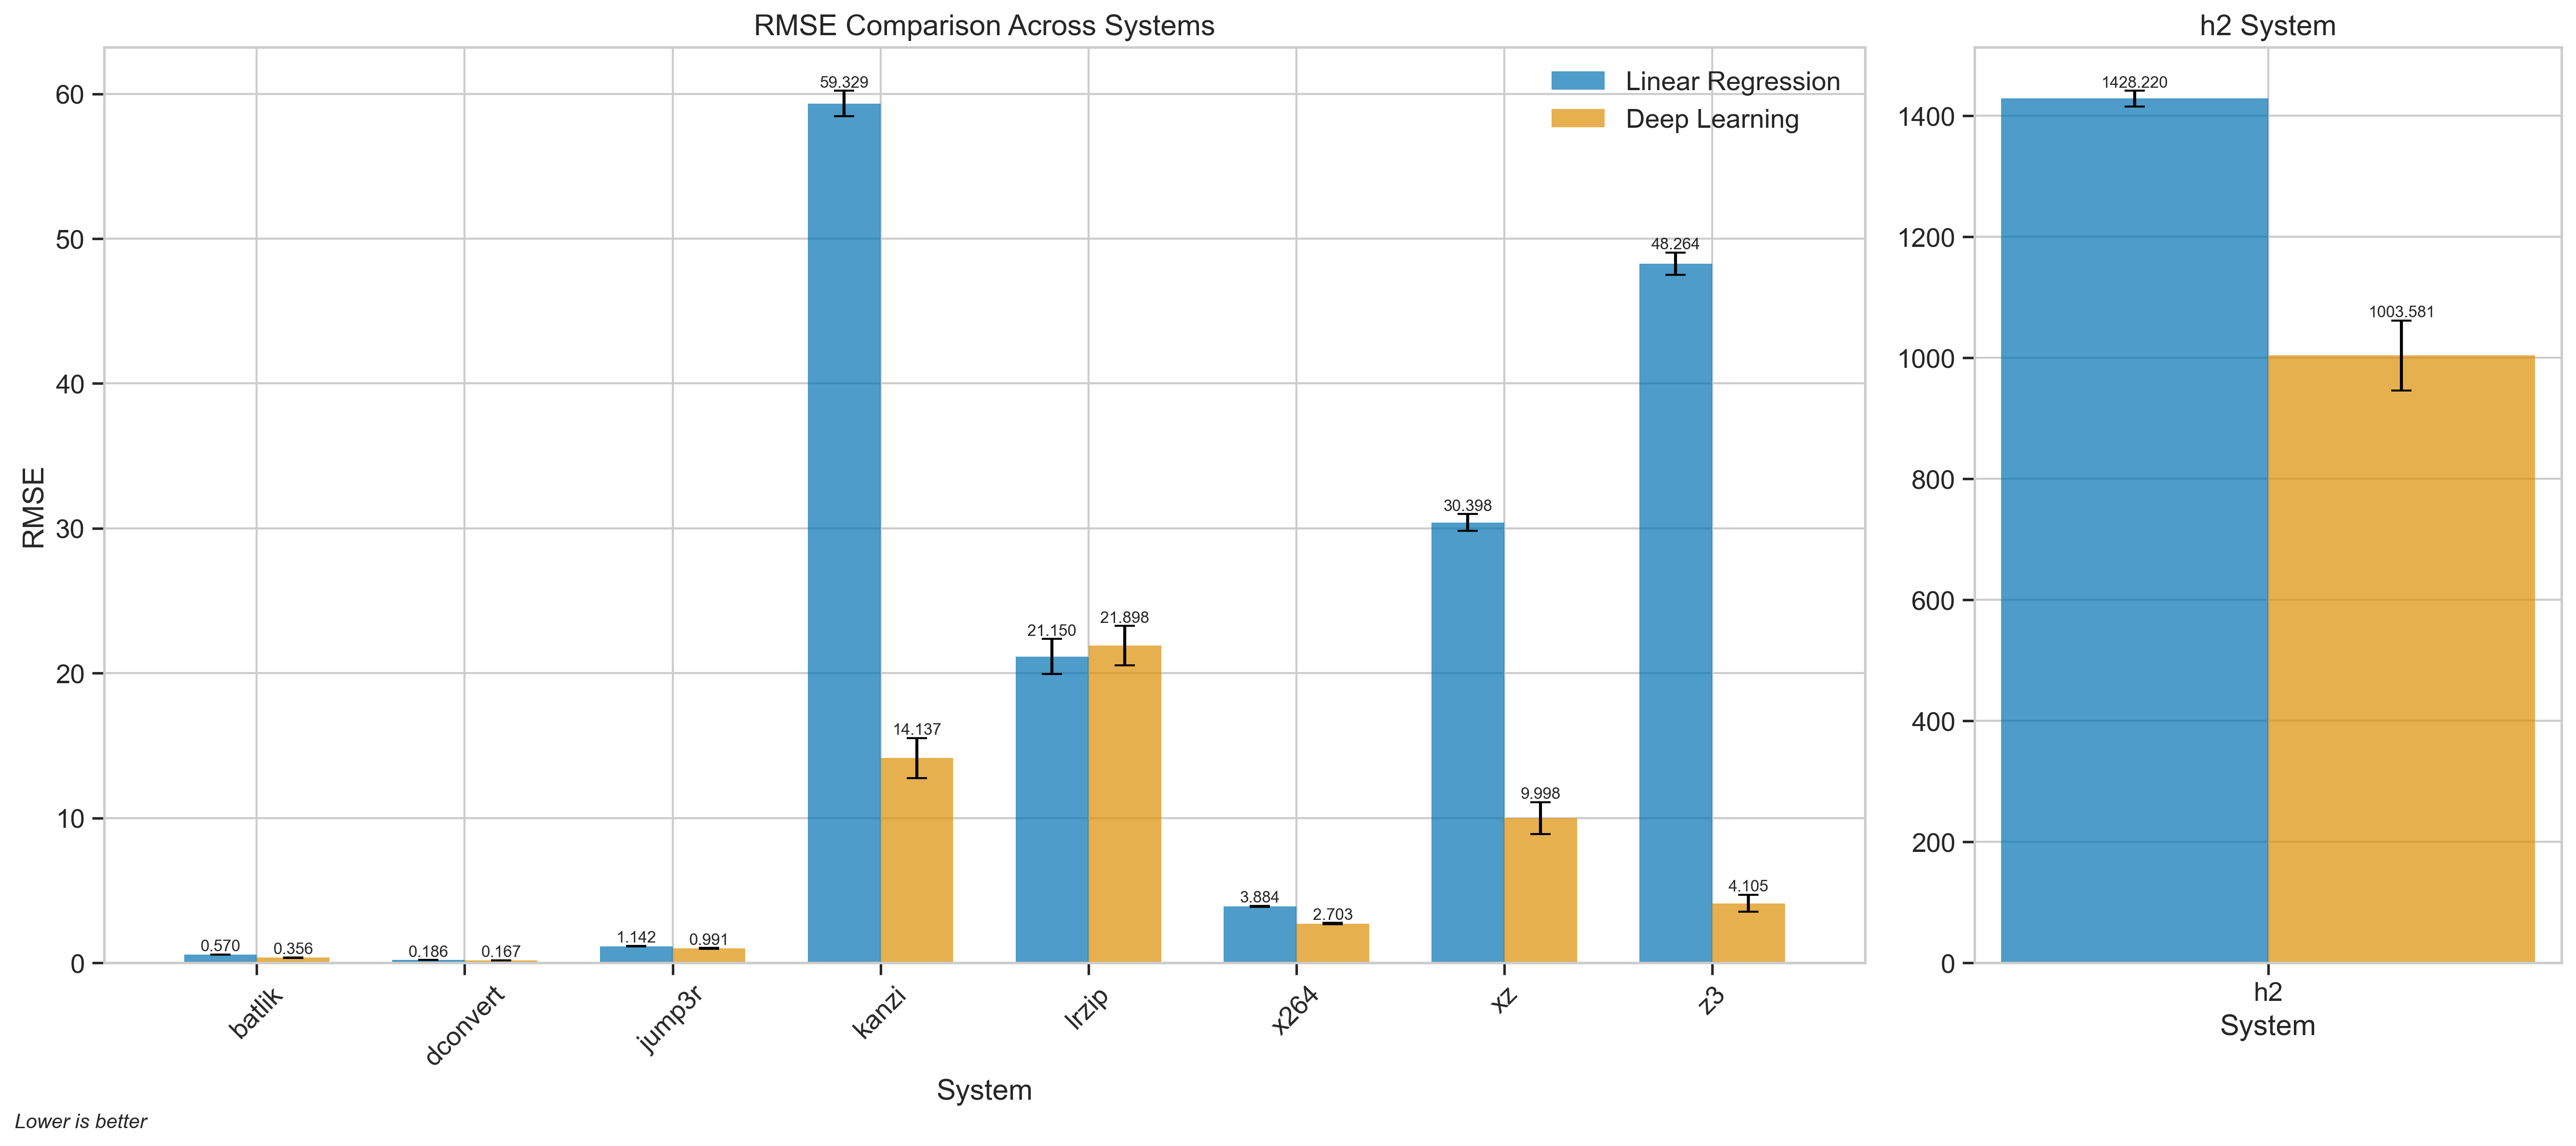 RMSE Comparison Across Systems
RMSE
60
50
40
30
20
10
0
Linear Regression
Deep Learning
0.570
0.356
0.186
0.167
1.142
0.991
59.329
14.137
21.150
21.898
3.884
2.703
30.398
9.998
48.264
4.105
batlik
dconvert
jump3r
kanzi
lrzip
x264
xz
z3
System
Lower is better
h2 System
1400
1200
1000
800
600
400
200
0
1428.220
1003.581
h2
System